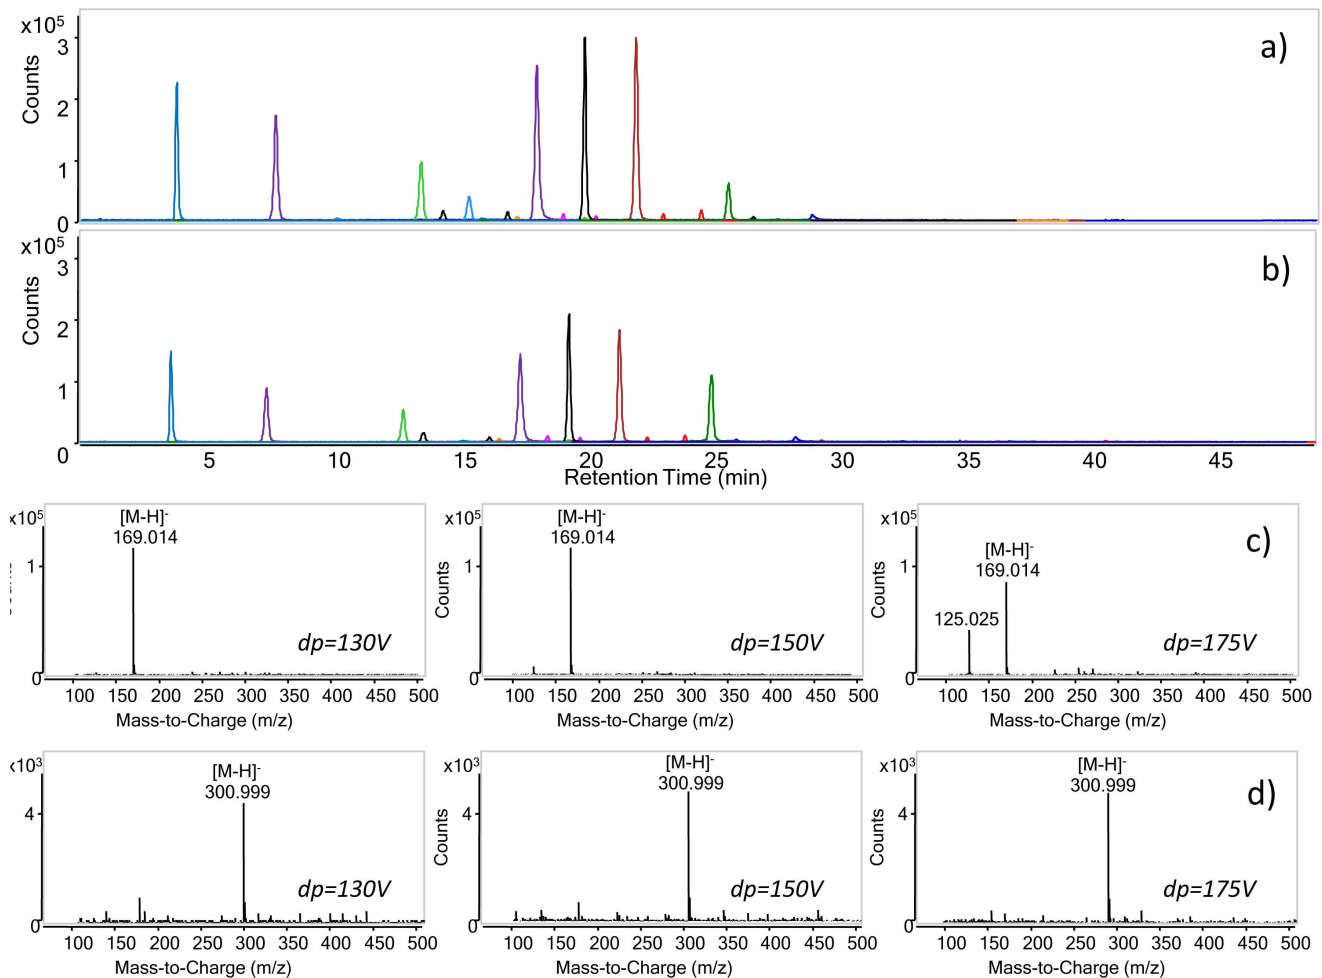 x10⁵
3
2
1
0
Counts
a)
x10⁵
3
2
1
0
Counts
b)
5 10 15 20 25 30 35 40 45
Retention Time (min)
x10⁵
1
0
[M-H]⁻
169.014
dp=130V
100 150 200 250 300 350 400 450 500
Mass-to-Charge (m/z)
x10⁵
1
0
Counts
[M-H]⁻
169.014
dp=150V
100 150 200 250 300 350 400 450 500
Mass-to-Charge (m/z)
x10⁵
1
0
Counts
[M-H]⁻
169.014
125.025
c)
dp=175V
100 150 200 250 300 350 400 450 500
Mass-to-Charge (m/z)
x10³
4
0
[M-H]⁻
300.999
dp=130V
100 150 200 250 300 350 400 450 500
Mass-to-Charge (m/z)
x10³
4
0
Counts
[M-H]⁻
300.999
dp=150V
100 150 200 250 300 350 400 450 500
Mass-to-Charge (m/z)
x10³
4
0
Counts
[M-H]⁻
300.999
d)
dp=175V
100 150 200 250 300 350 400 450 500
Mass-to-Charge (m/z)